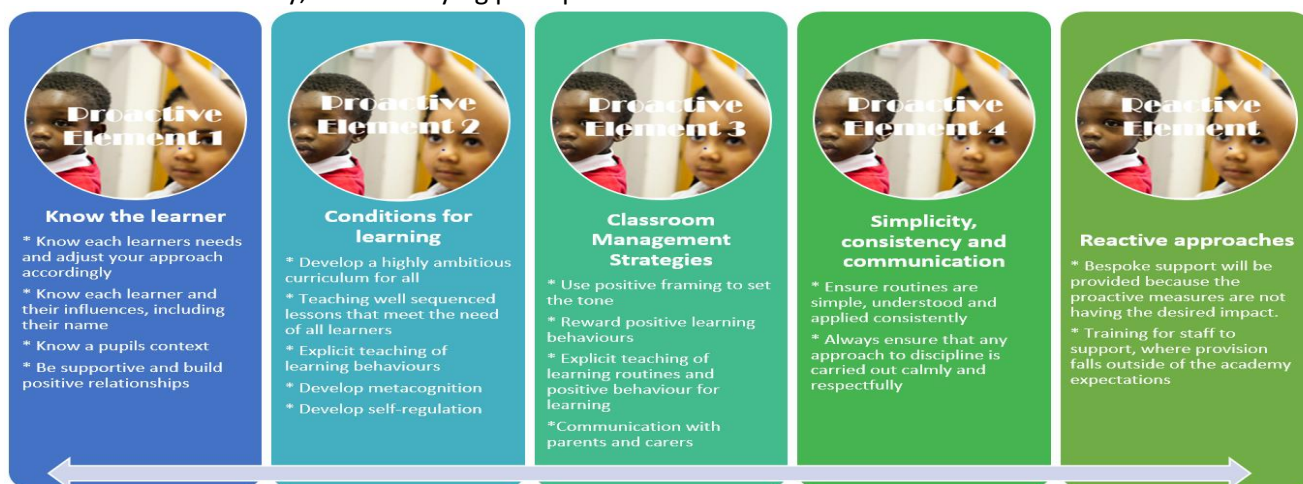 Proactive
Element 1
Know the learner
* Know each learners needs
and adjust your approach
accordingly
* Know each learner and
their influences, including
their name
* Know a pupils context
* Be supportive and build
positive relationships
Proactive
Element 2
Conditions for
learning
* Develop a highly ambitious
curriculum for all
* Teaching well sequenced
lessons that meet the need
of all learners
* Explicit teaching of
learning behaviours
* Develop metacognition
* Develop self-regulation
Proactive
Element 3
Classroom
Management
Strategies
* Use positive framing to set
the tone
* Reward positive learning
behaviours
* Explicit teaching of
learning routines and
positive behaviour for
learning
*Communication with
parents and carers
Proactive
Element 4
Simplicity,
consistency and
communication
* Ensure routines are
simple, understood and
applied consistently
* Always ensure that any
approach to discipline is
carried out calmly and
respectfully
Reactive
Element
Reactive approaches
* Bespoke support will be
provided because the
proactive measures are not
having the desired impact.
* Training for staff to
support, where provision
falls outside of the academy
expectations